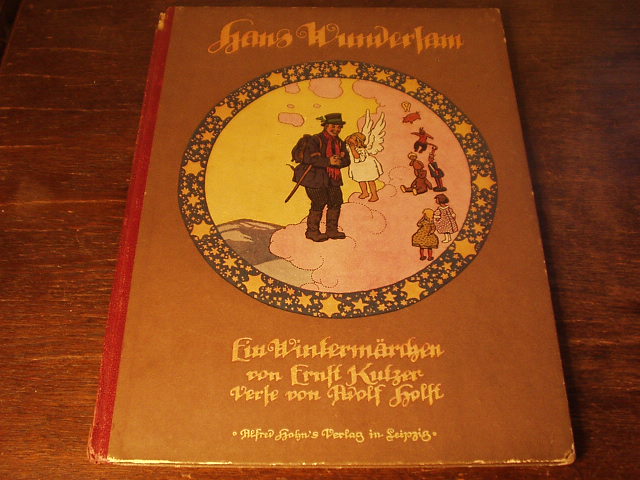 Hans Wundersam
Ein Wintermärchen
von Ernst Kutzer
Verse von Adolf Holst
• Alfred Hahn's Verlag in Leipzig •